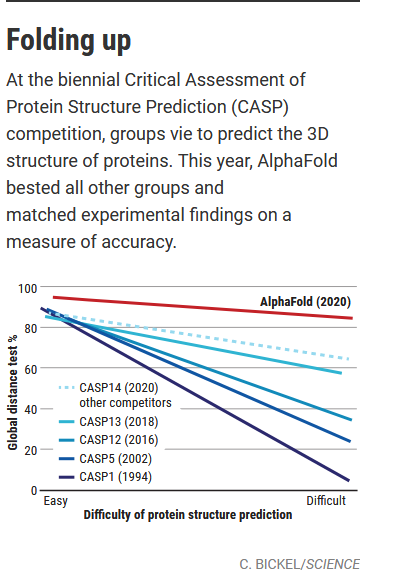 Folding up
At the biennial Critical Assessment of
Protein Structure Prediction (CASP)
competition, groups vie to predict the 3D
structure of proteins. This year, AlphaFold
bested all other groups and
matched experimental findings on a
measure of accuracy.
100
AlphaFold (2020)
80
60
40
20
0
Global distance test %
CASP14 (2020)
other competitors
CASP13 (2018)
CASP12 (2016)
CASP5 (2002)
CASP1 (1994)
Easy
Difficult
Difficulty of protein structure prediction
C. BICKEL/SCIENCE